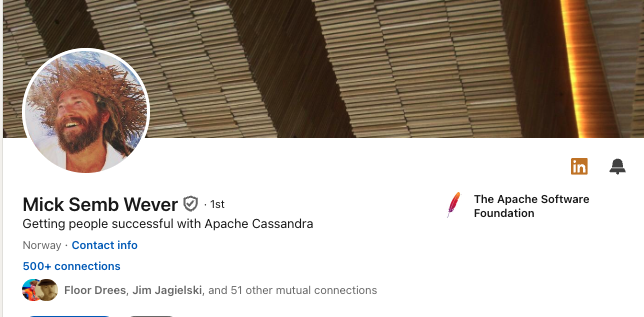 in
Mick Semb Wever · 1st
The Apache Software
Foundation
Getting people successful with Apache Cassandra
Norway · Contact info
500+ connections
Floor Drees, Jim Jagielski, and 51 other mutual connections